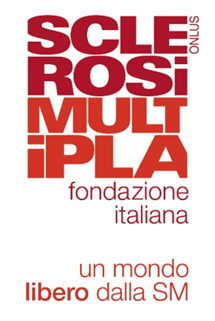 SCLE
ROSi
MULT
iPLA
ONLUS
fondazione
italiana
un mondo
libero dalla SM